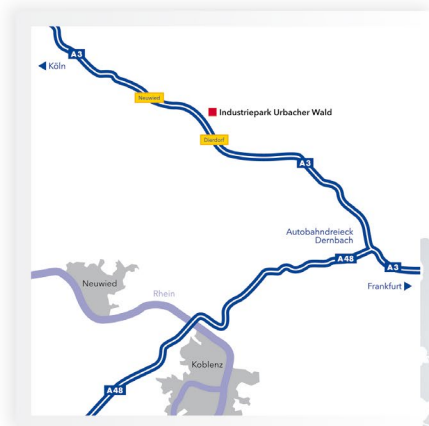 A3
Köln
Neuwied
Industriepark Urbacher Wald
Dierdorf
A3
Autobahndreieck
Dernbach
A48
A3
Frankfurt
Neuwied
Rhein
Koblenz
A48